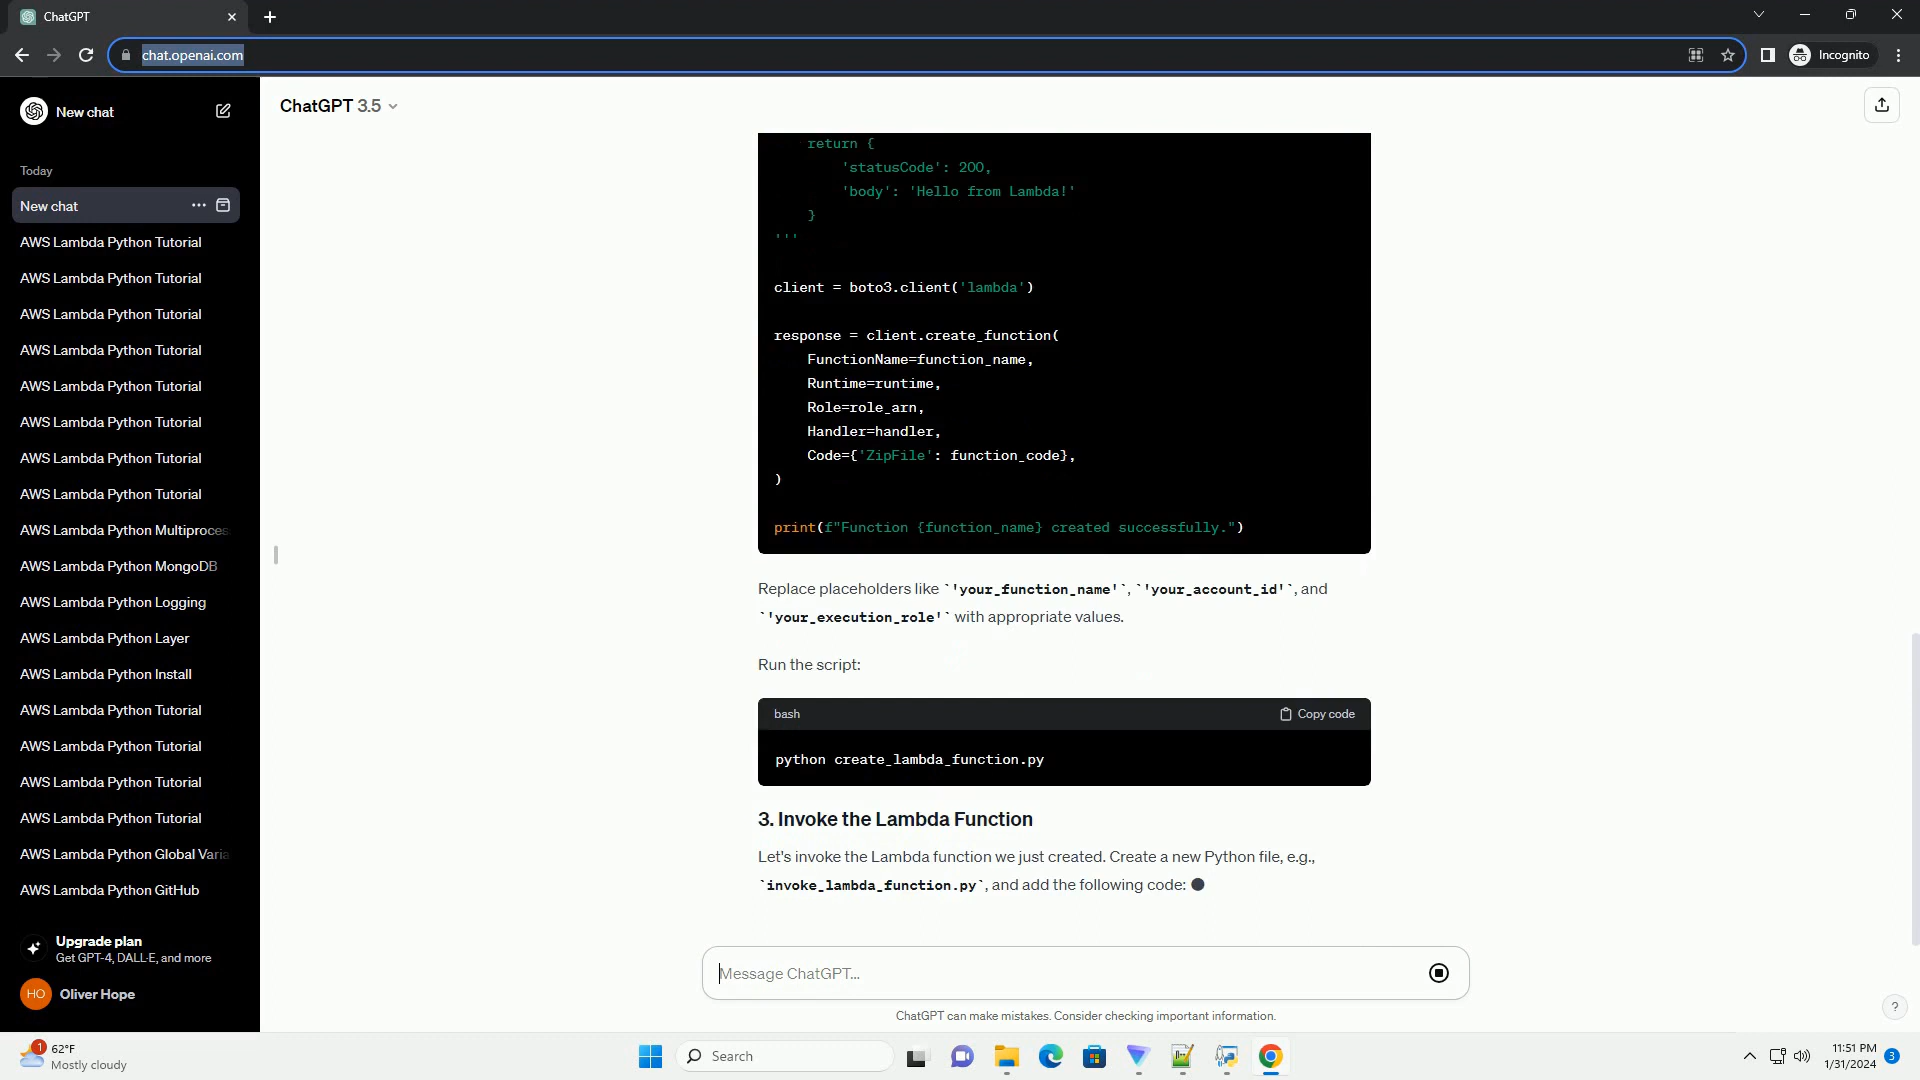 ChatGPT
chat.openai.com
Incognito
New chat
Today
New chat
AWS Lambda Python Tutorial
AWS Lambda Python Tutorial
AWS Lambda Python Tutorial
AWS Lambda Python Tutorial
AWS Lambda Python Tutorial
AWS Lambda Python Tutorial
AWS Lambda Python Tutorial
AWS Lambda Python Tutorial
AWS Lambda Python Multiproces
AWS Lambda Python MongoDB
AWS Lambda Python Logging
AWS Lambda Python Layer
AWS Lambda Python Install
AWS Lambda Python Tutorial
AWS Lambda Python Tutorial
AWS Lambda Python Tutorial
AWS Lambda Python Tutorial
AWS Lambda Python Global Varia
AWS Lambda Python GitHub
Upgrade plan
Get GPT-4, DALL·E, and more
HO Oliver Hope
ChatGPT 3.5
return {
'statusCode': 200,
'body': 'Hello from Lambda!'
}
'''
client = boto3.client('lambda')
response = client.create_function(
FunctionName=function_name,
Runtime=runtime,
Role=role_arn,
Handler=handler,
Code={'ZipFile': function_code},
)
print(f"Function {function_name} created successfully.")
Replace placeholders like `'your_function_name'`, `'your_account_id'`, and
`'your_execution_role'` with appropriate values.
Run the script:
bash Copy code
python create_lambda_function.py
3. Invoke the Lambda Function
Let's invoke the Lambda function we just created. Create a new Python file, e.g.,
`invoke_lambda_function.py`, and add the following code:
Message ChatGPT...
ChatGPT can make mistakes. Consider checking important information.
?
1
62°F
Mostly cloudy
Search
11:51 PM
1/31/2024
3